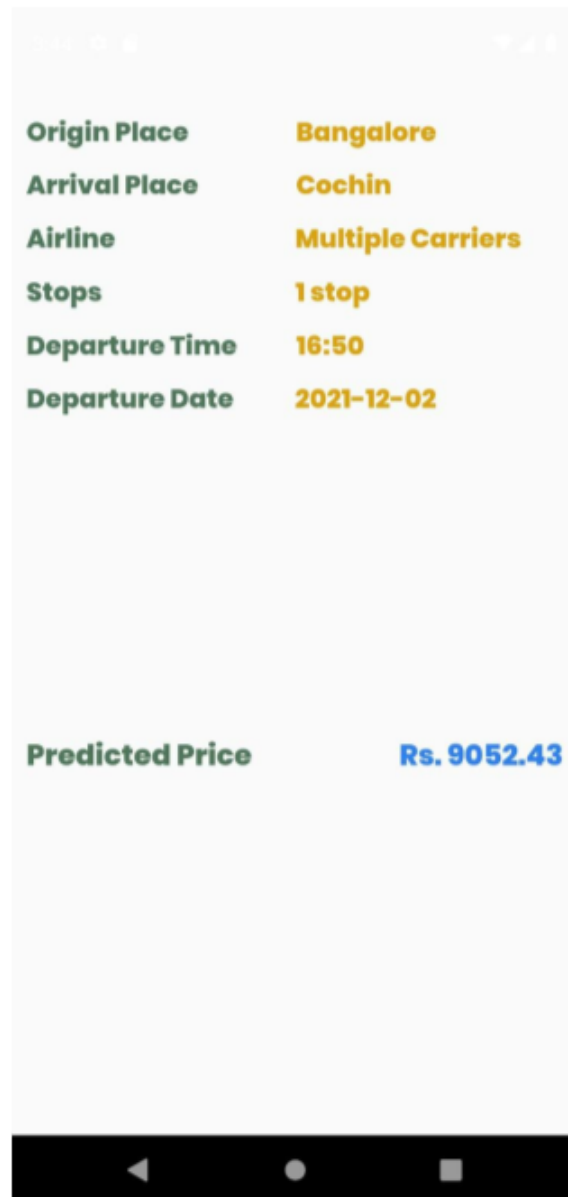 Origin Place Bangalore
Arrival Place Cochin
Airline Multiple Carriers
Stops 1 stop
Departure Time 16:50
Departure Date 2021-12-02
Predicted Price Rs. 9052.43